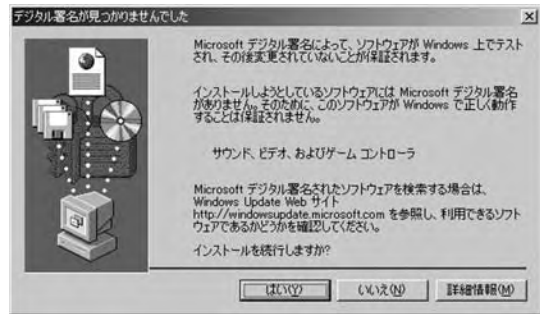 デジタル署名が見つかりませんでした
Microsoft デジタル署名によって、ソフトウェアが Windows 上でテスト
され、その後変更されていないことが保証されます。
インストールしようとしているソフトウェアには Microsoft デジタル署名
がありません。そのために、このソフトウェアが Windows で正しく動作
することは保証されません。
サウンド、ビデオ、およびゲーム コントローラ
Microsoft デジタル署名されたソフトウェアを検索する場合は、
Windows Update Web サイト
http://windowsupdate.microsoft.com を参照し、利用できるソフト
ウェアであるかどうかを確認してください。
インストールを続行しますか?
はい(Y) いいえ(N) 詳細情報(M)